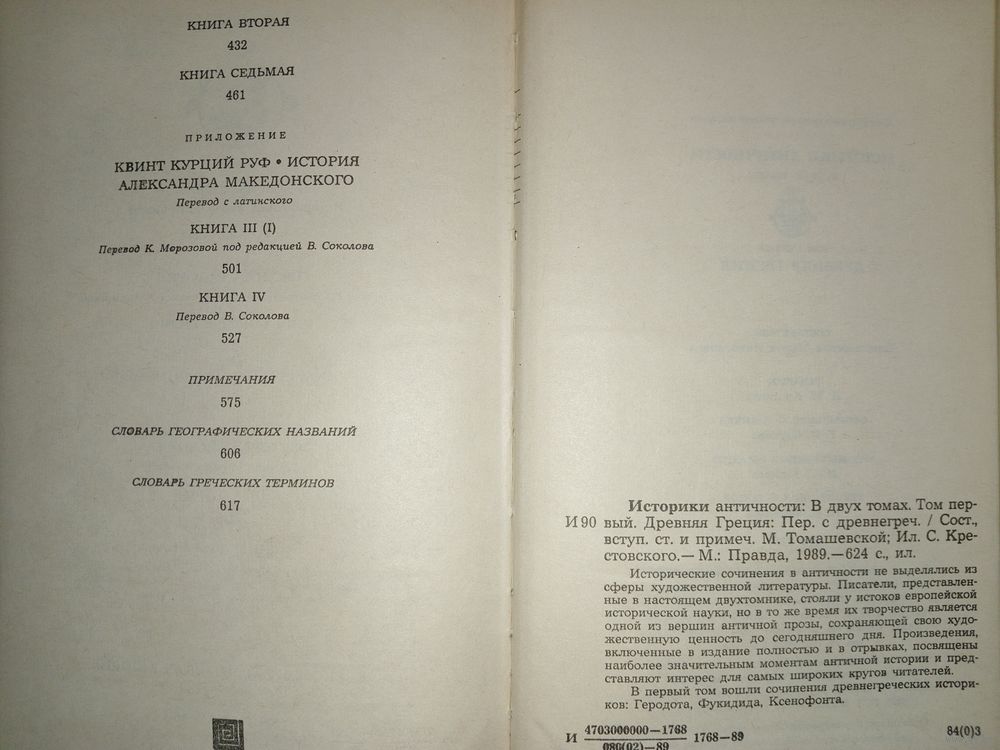 КНИГА ВТОРАЯ
432
КНИГА СЕДЬМАЯ
461
ПРИЛОЖЕНИЕ
КВИНТ КУРЦИЙ РУФ • ИСТОРИЯ
АЛЕКСАНДРА МАКЕДОНСКОГО
Перевод с латинского
КНИГА III (I)
Перевод К. Морозовой под редакцией В. Соколова
501
КНИГА IV
Перевод В. Соколова
527
ПРИМЕЧАНИЯ
575
СЛОВАРЬ ГЕОГРАФИЧЕСКИХ НАЗВАНИЙ
606
СЛОВАРЬ ГРЕЧЕСКИХ ТЕРМИНОВ
617
Историки античности: В двух томах. Том пер-
И 90 вый. Древняя Греция: Пер. с древнегреч. / Сост.,
вступ. ст. и примеч. М. Томашевской; Ил. С. Кре-
стовского.— М.: Правда, 1989.—624 с., ил.
Исторические сочинения в античности не выделялись из
сферы художественной литературы. Писатели, представлен-
ные в настоящем двухтомнике, стояли у истоков европейской
исторической науки, но в то же время их творчество является
одной из вершин античной прозы, сохраняющей свою худо-
жественную ценность до сегодняшнего дня. Произведения,
включенные в издание полностью и в отрывках, посвящены
наиболее значительным моментам античной истории и пред-
ставляют интерес для самых широких кругов читателей.
В первый том вошли сочинения древнегреческих истори-
ков: Геродота, Фукидида, Ксенофонта.
И 4703000000—1768 1768—89 84(0)3
080(02)—89